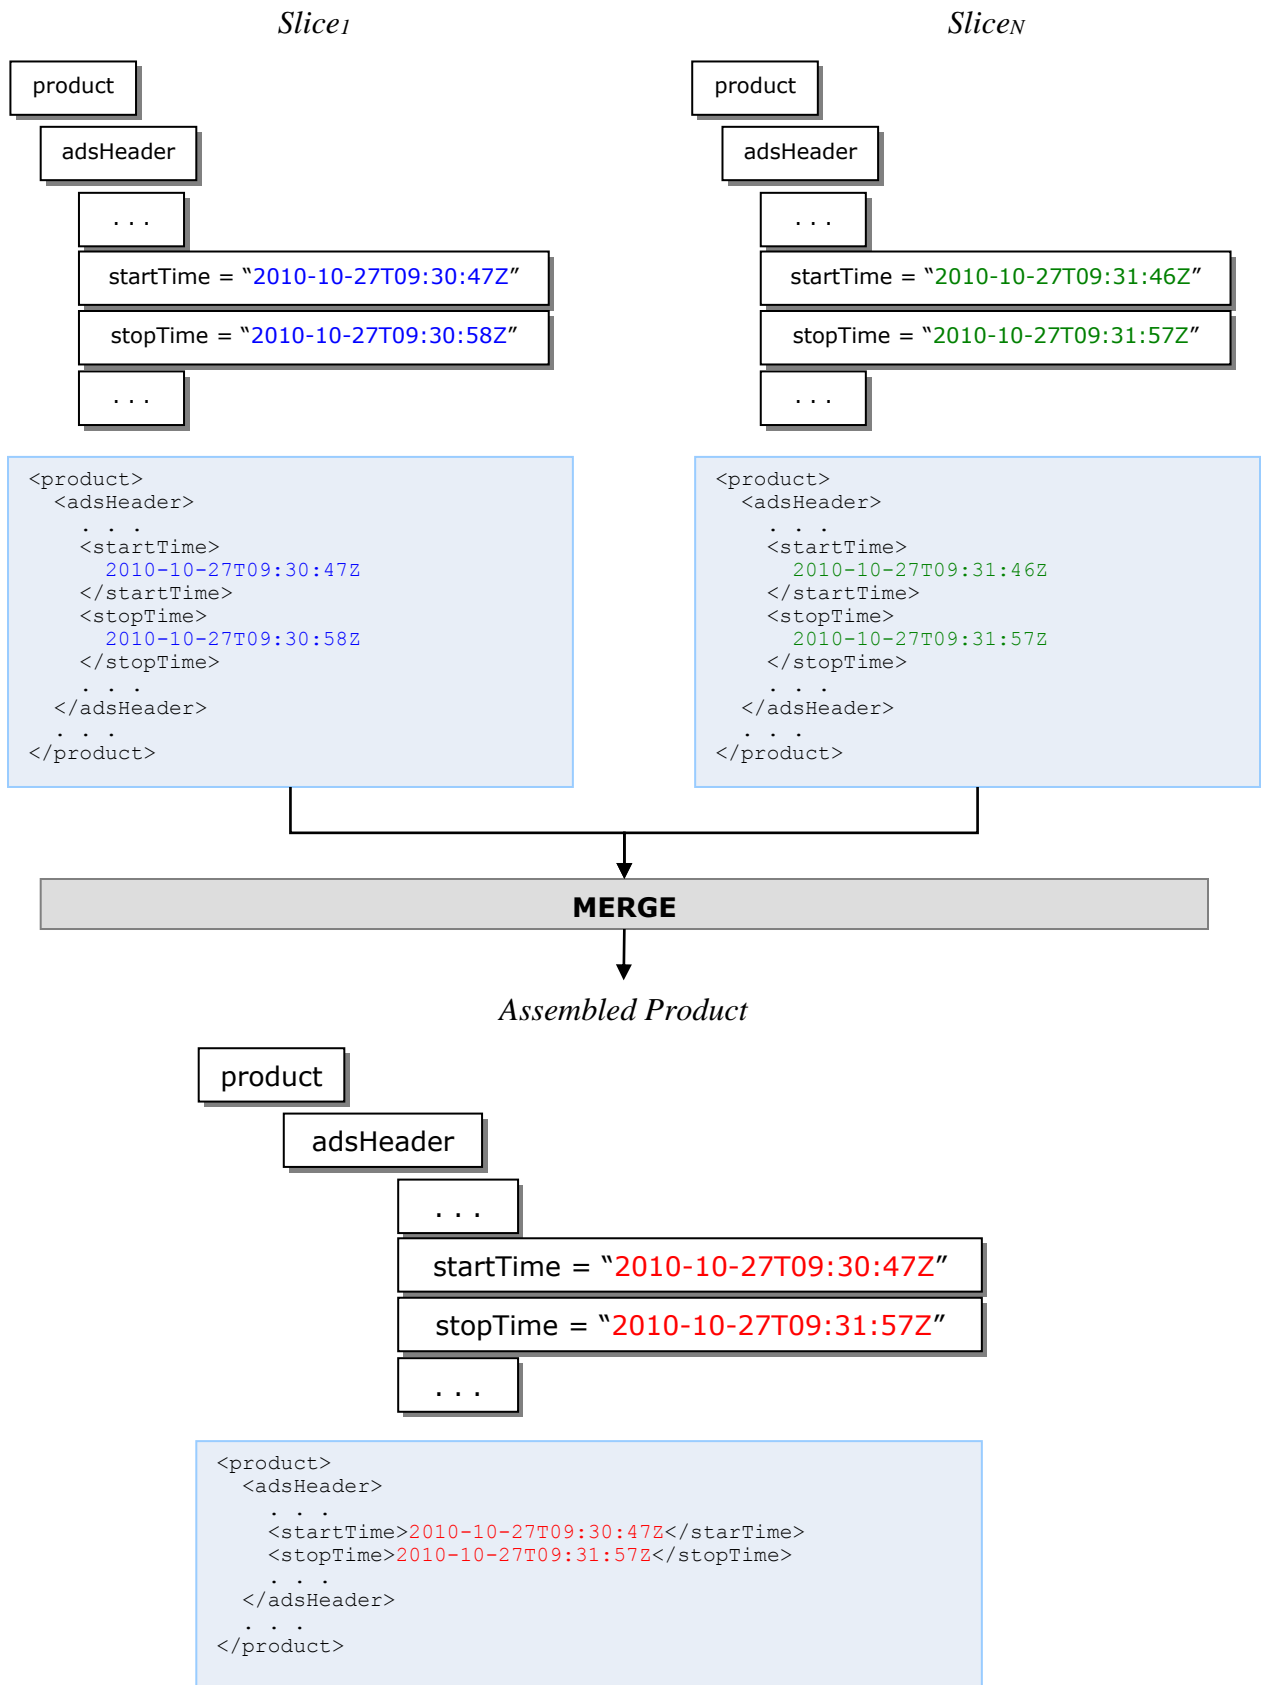 Slice1
product
adsHeader
. . .
startTime = “2010-10-27T09:30:47Z”
stopTime = “2010-10-27T09:30:58Z”
. . .
<product>
  <adsHeader>
    . . .
    <startTime>
      2010-10-27T09:30:47Z
    </startTime>
    <stopTime>
      2010-10-27T09:30:58Z
    </stopTime>
    . . .
  </adsHeader>
  . . .
</product>
SliceN
product
adsHeader
. . .
startTime = “2010-10-27T09:31:46Z”
stopTime = “2010-10-27T09:31:57Z”
. . .
<product>
  <adsHeader>
    . . .
    <startTime>
      2010-10-27T09:31:46Z
    </startTime>
    <stopTime>
      2010-10-27T09:31:57Z
    </stopTime>
    . . .
  </adsHeader>
  . . .
</product>
MERGE
Assembled Product
product
adsHeader
. . .
startTime = “2010-10-27T09:30:47Z”
stopTime = “2010-10-27T09:31:57Z”
. . .
<product>
  <adsHeader>
    . . .
    <startTime>2010-10-27T09:30:47Z</starTime>
    <stopTime>2010-10-27T09:31:57Z</stopTime>
    . . .
  </adsHeader>
  . . .
</product>